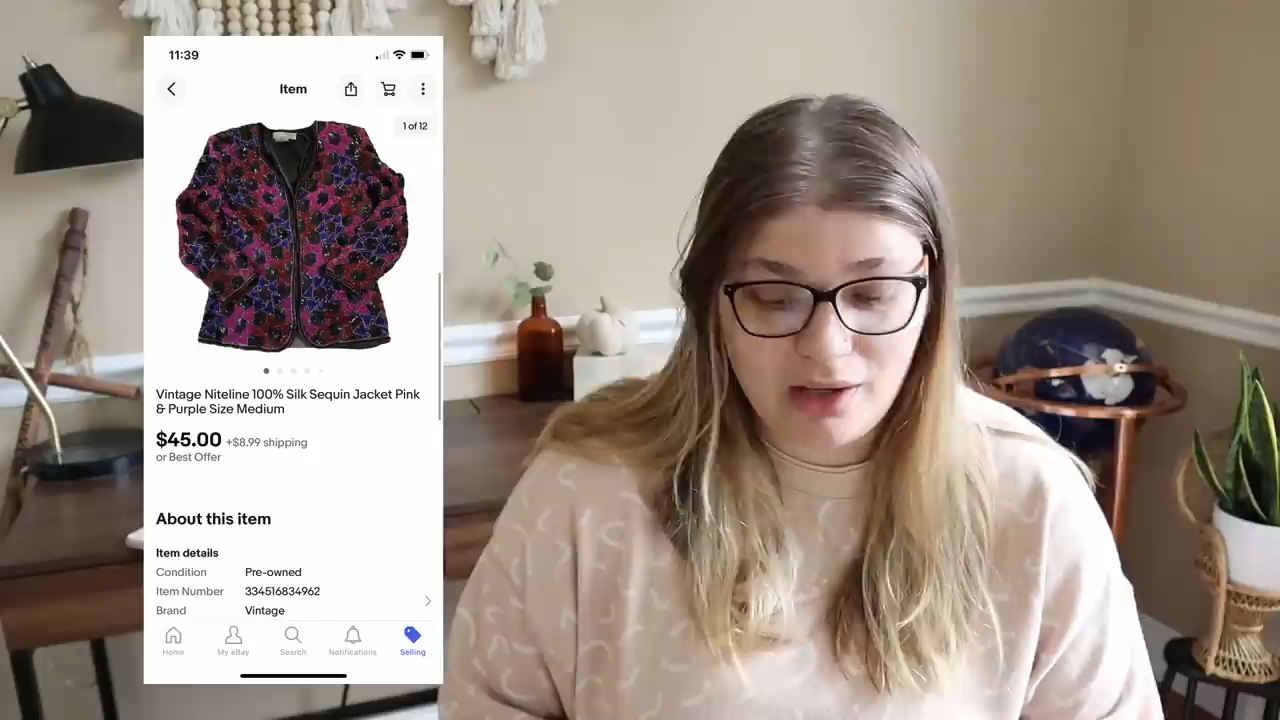 11:39
Item
1 of 12
Vintage Niteline 100% Silk Sequin Jacket Pink
& Purple Size Medium
$45.00 +$8.99 shipping
or Best Offer
About this item
Item details
Condition Pre-owned
Item Number 334516834962
Brand Vintage
Home My eBay Search Notifications Selling